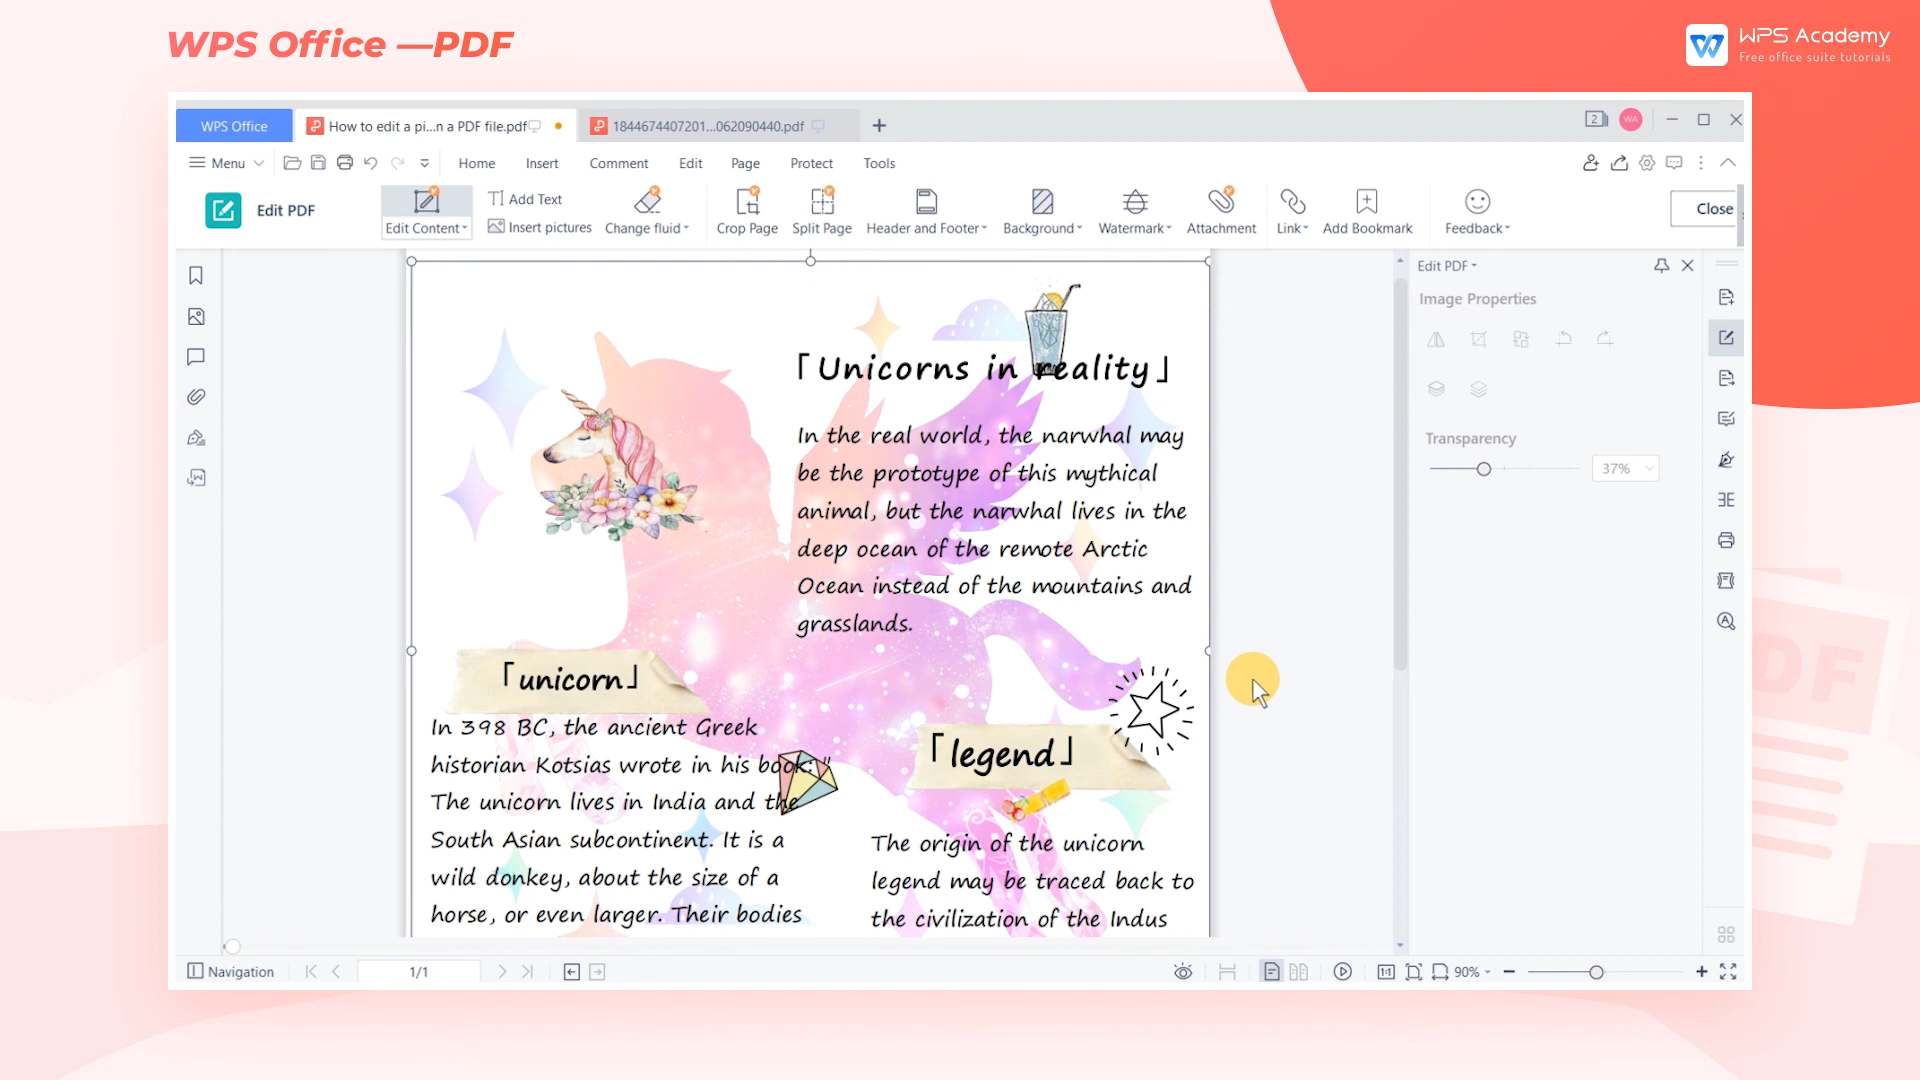 WPS Office —PDF
WPS Academy
Free office suite tutorials
WPS Office
How to edit a pi...n a PDF file.pdf
1844674407201...062090440.pdf
2
WA
Menu
Home
Insert
Comment
Edit
Page
Protect
Tools
Edit PDF
Edit Content
Add Text
Insert pictures
Change fluid
Crop Page
Split Page
Header and Footer
Background
Watermark
Attachment
Link
Add Bookmark
Feedback
Close
「Unicorns in reality」
In the real world, the narwhal may
be the prototype of this mythical
animal, but the narwhal lives in the
deep ocean of the remote Arctic
Ocean instead of the mountains and
grasslands.
「unicorn」
In 398 BC, the ancient Greek
historian Kotsias wrote in his book: "
The unicorn lives in India and the
South Asian subcontinent. It is a
wild donkey, about the size of a
horse, or even larger. Their bodies
「legend」
The origin of the unicorn
legend may be traced back to
the civilization of the Indus
Edit PDF
Image Properties
Transparency
37%
PDF
Navigation
1/1
1:1
90%